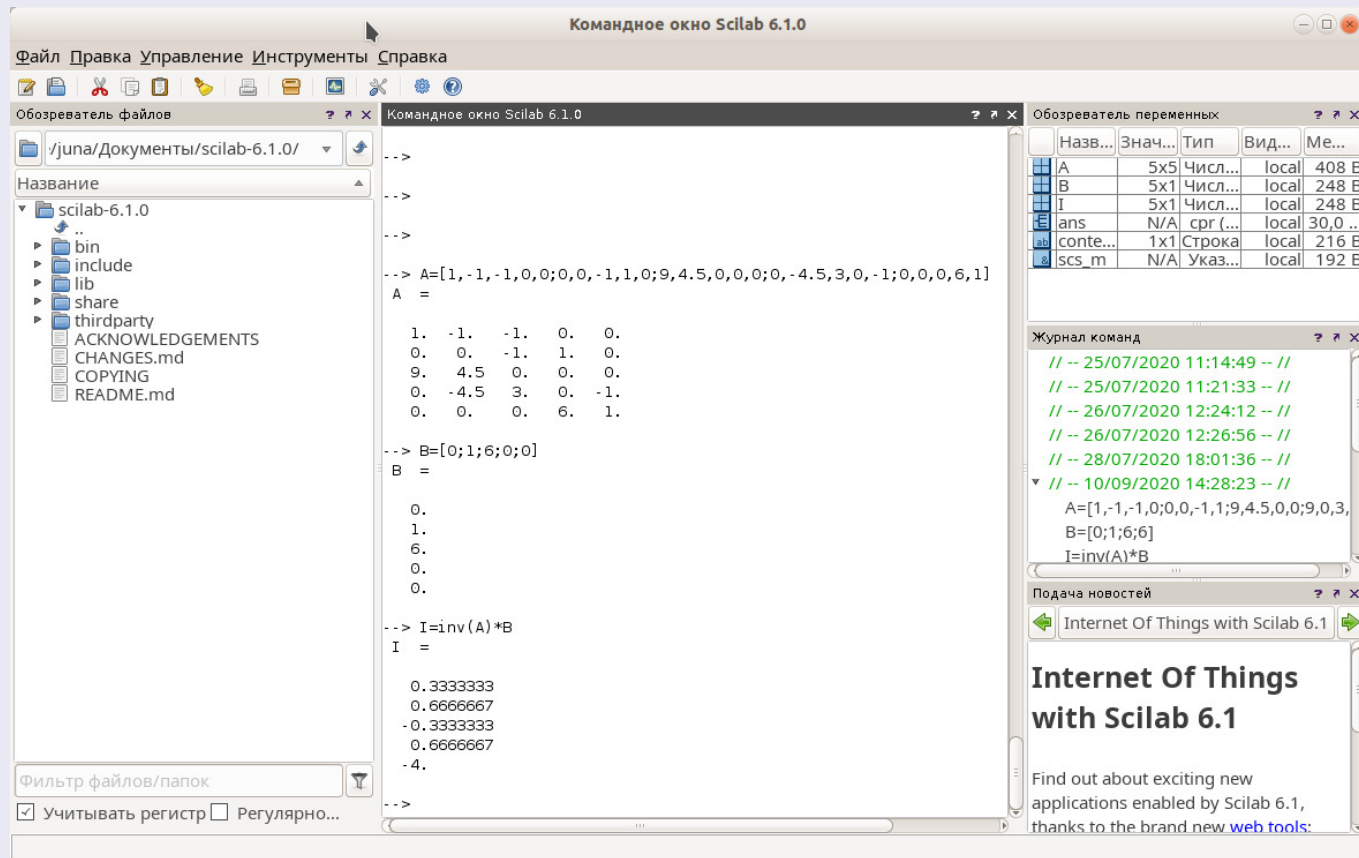 Командное окно Scilab 6.1.0
Файл Правка Управление Инструменты Справка
Обозреватель файлов
:/juna/Документы/scilab-6.1.0/
Название
scilab-6.1.0
..
bin
include
lib
share
thirdparty
ACKNOWLEDGEMENTS
CHANGES.md
COPYING
README.md
Фильтр файлов/папок
Учитывать регистр Регулярно...
Командное окно Scilab 6.1.0
-->
-->
-->
--> A=[1,-1,-1,0,0;0,0,-1,1,0;9,4.5,0,0,0;0,-4.5,3,0,-1;0,0,0,6,1]
A =
1. -1. -1. 0. 0.
0. 0. -1. 1. 0.
9. 4.5 0. 0. 0.
0. -4.5 3. 0. -1.
0. 0. 0. 6. 1.
--> B=[0;1;6;0;0]
B =
0.
1.
6.
0.
0.
--> I=inv(A)*B
I =
0.3333333
0.6666667
-0.3333333
0.6666667
-4.
-->
Обозреватель переменных
Назв... Знач... Тип Вид... Ме...
A 5x5 Числ... local 408 B
B 5x1 Числ... local 248 B
I 5x1 Числ... local 248 B
ans N/A cpr (... local 30,0 ...
conte... 1x1 Строка local 216 B
scs_m N/A Указ... local 192 B
Журнал команд
// -- 25/07/2020 11:14:49 -- //
// -- 25/07/2020 11:21:33 -- //
// -- 26/07/2020 12:24:12 -- //
// -- 26/07/2020 12:26:56 -- //
// -- 28/07/2020 18:01:36 -- //
// -- 10/09/2020 14:28:23 -- //
A=[1,-1,-1,0;0,0,-1,1;9,4.5,0,0;9,0,3,
B=[0;1;6;6]
I=inv(A)*B
Подача новостей
Internet Of Things with Scilab 6.1
Internet Of Things
with Scilab 6.1
Find out about exciting new
applications enabled by Scilab 6.1,
thanks to the brand new web tools: